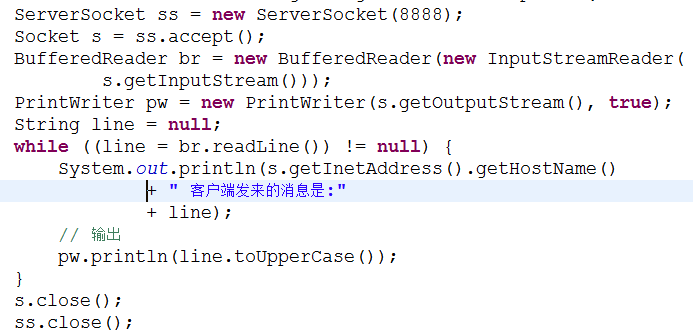 ServerSocket ss = new ServerSocket(8888);
Socket s = ss.accept();
BufferedReader br = new BufferedReader(new InputStreamReader(
        s.getInputStream()));
PrintWriter pw = new PrintWriter(s.getOutputStream(), true);
String line = null;
while ((line = br.readLine()) != null) {
    System.out.println(s.getInetAddress().getHostName()
            + " 客户端发来的消息是:"
            + line);
    // 输出
    pw.println(line.toUpperCase());
}
s.close();
ss.close();